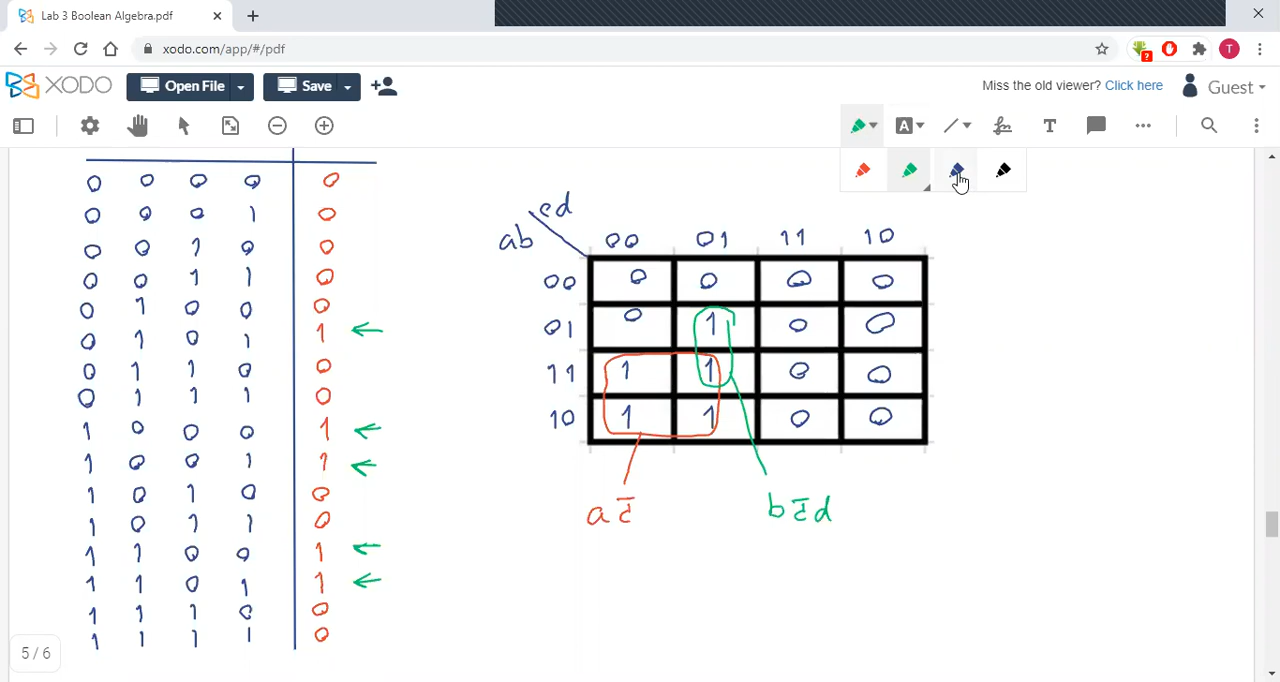 Lab 3 Boolean Algebra.pdf
xodo.com/app/#/pdf
?
T
XODO
Open File
Save
Miss the old viewer? Click here
Guest
A
T
0 0 0 0 0
0 0 0 1 0
0 0 1 0 0
0 0 1 1 0
0 1 0 0 0
0 1 0 1 1 ←
0 1 1 0 0
0 1 1 1 0
1 0 0 0 1 ←
1 0 0 1 1 ←
1 0 1 0 0
1 0 1 1 0
1 1 0 0 1 ←
1 1 0 1 1 ←
1 1 1 0 0
1 1 1 1 0
cd
ab 00 01 11 10
00 0 0 0 0
01 0 1 0 0
11 1 1 0 0
10 1 1 0 0
a c̅
b c̅ d
5 / 6